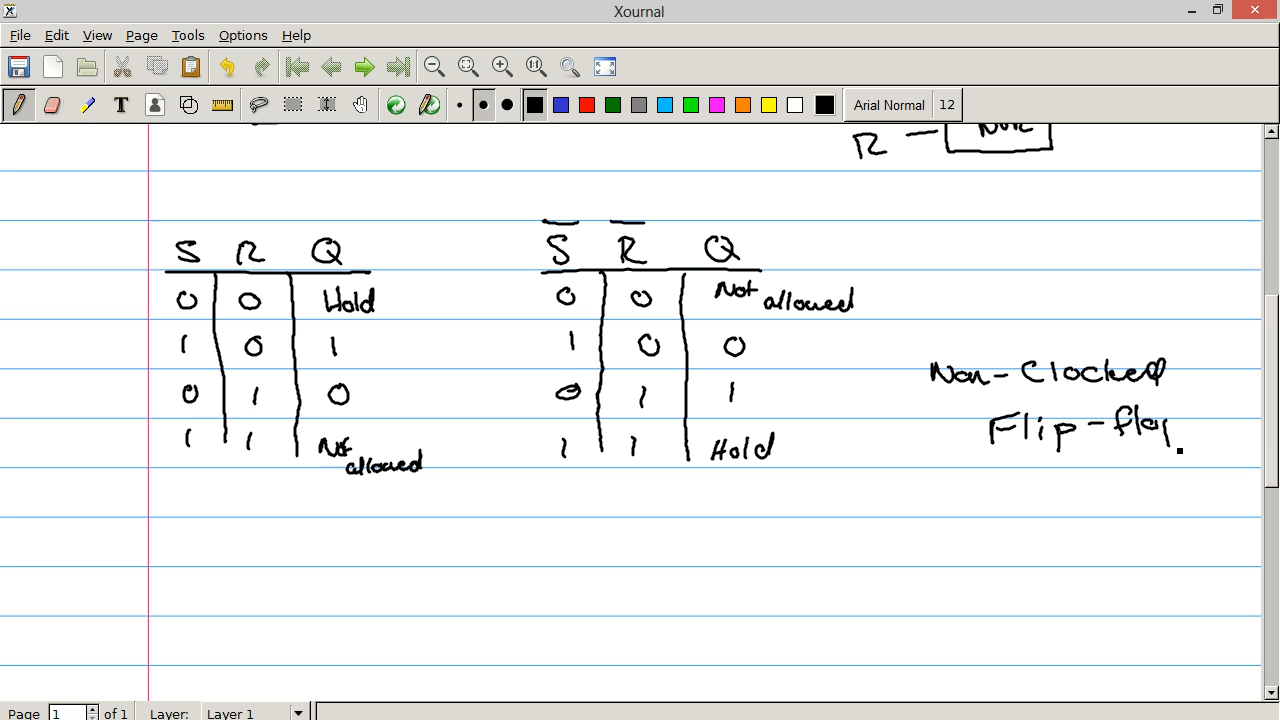 Xournal
File Edit View Page Tools Options Help
Arial Normal 12
R — NOR
S R Q
0 0 Hold
1 0 1
0 1 0
1 1 Not allowed
S̅ R̅ Q
0 0 Not allowed
1 0 0
0 1 1
1 1 Hold
Non-Clocked
Flip-flop
Page 1 of 1 Layer: Layer 1